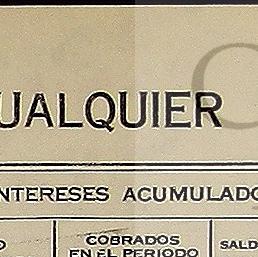 UALQUIER
NTERESES ACUMULADO
COBRADOS
EN EL PERIODO
SALD